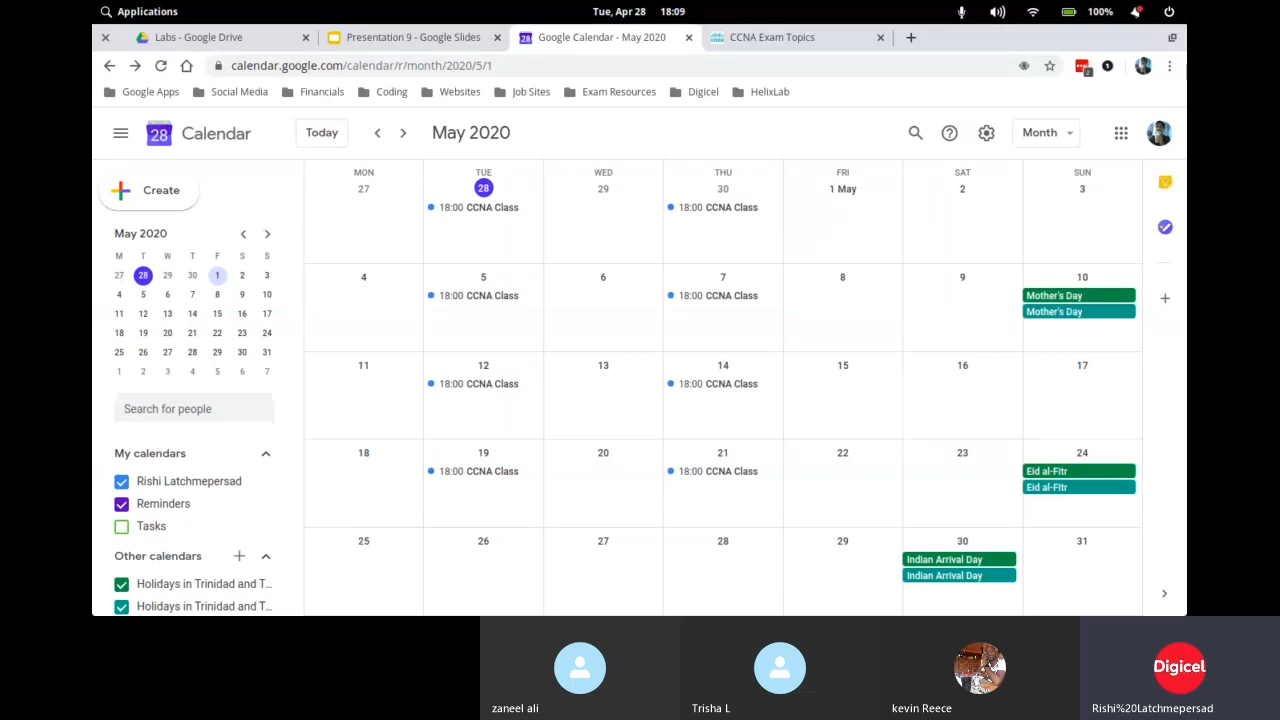 Applications
Tue, Apr 28 18:09
100%
Labs - Google Drive
Presentation 9 - Google Slides
28 Google Calendar - May 2020
CCNA Exam Topics
calendar.google.com/calendar/r/month/2020/5/1
2
Google Apps Social Media Financials Coding Websites Job Sites Exam Resources Digicel HelixLab
28 Calendar Today May 2020 Month
Create
May 2020
M T W T F S S
27 28 29 30 1 2 3
4 5 6 7 8 9 10
11 12 13 14 15 16 17
18 19 20 21 22 23 24
25 26 27 28 29 30 31
1 2 3 4 5 6 7
Search for people
My calendars
Rishi Latchmepersad
Reminders
Tasks
Other calendars
Holidays in Trinidad and T...
Holidays in Trinidad and T...
MON TUE WED THU FRI SAT SUN
27 28 29 30 1 May 2 3
18:00 CCNA Class 18:00 CCNA Class
4 5 6 7 8 9 10
18:00 CCNA Class 18:00 CCNA Class Mother's Day
Mother's Day
11 12 13 14 15 16 17
18:00 CCNA Class 18:00 CCNA Class
18 19 20 21 22 23 24
18:00 CCNA Class 18:00 CCNA Class Eid al-Fitr
Eid al-Fitr
25 26 27 28 29 30 31
Indian Arrival Day
Indian Arrival Day
Digicel
zaneel ali
Trisha L
kevin Reece
Rishi%20Latchmepersad